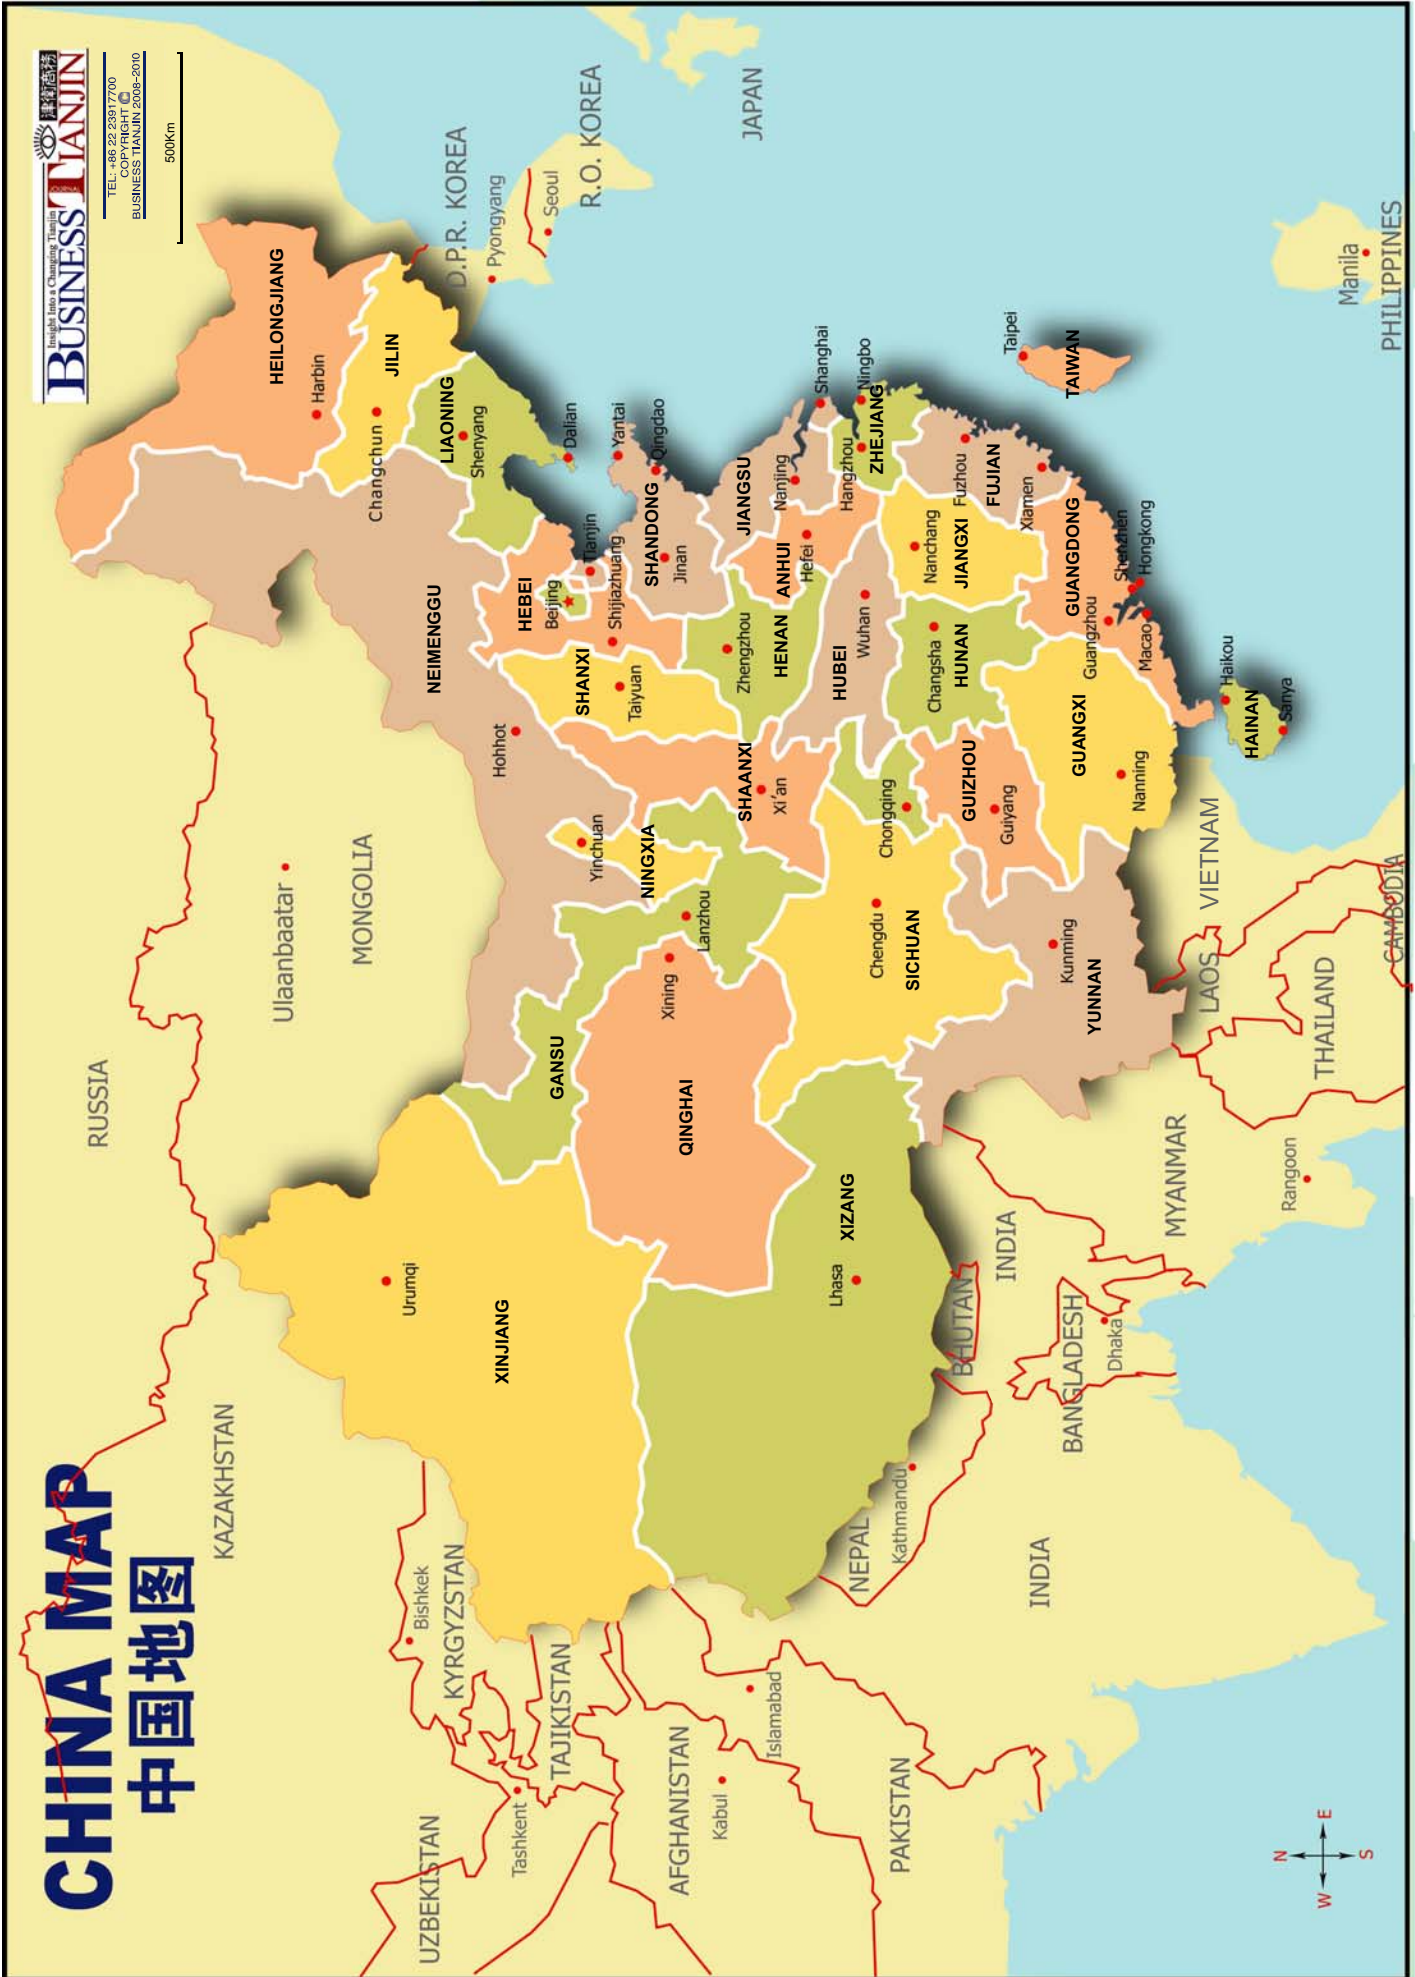 CHINA MAP
中国地图
Insight Into a Changing Tianjin
津衛商務
BUSINESS TIANJIN
JOURNAL
TEL: +86 22 23917700
COPYRIGHT ©
BUSINESS TIANJIN 2008-2010
500Km
RUSSIA
KAZAKHSTAN
MONGOLIA
Ulaanbaatar
UZBEKISTAN
Tashkent
KYRGYZSTAN
Bishkek
TAJIKISTAN
AFGHANISTAN
Kabul
Islamabad
PAKISTAN
NEPAL
Kathmandu
INDIA
BHUTAN
INDIA
BANGLADESH
Dhaka
MYANMAR
Rangoon
LAOS
VIETNAM
THAILAND
CAMBODIA
PHILIPPINES
Manila
JAPAN
R.O. KOREA
Seoul
D.P.R. KOREA
Pyongyang
HEILONGJIANG
Harbin
JILIN
Changchun
LIAONING
Shenyang
Dalian
NEIMENGU
Hohhot
HEBEI
Beijing
Tianjin
Shijiazhuang
SHANXI
Taiyuan
SHANDONG
Jinan
Yantai
Qingdao
JIANGSU
Nanjing
Shanghai
ANHUI
Hefei
HENAN
Zhengzhou
ZHEJIANG
Hangzhou
Ningbo
HUBEI
Wuhan
JIANGXI
Nanchang
FUJIAN
Fuzhou
Xiamen
TAIWAN
Taipei
HUNAN
Changsha
GUANGDONG
Guangzhou
Shenzhen
Hongkong
Macao
GUANGXI
Nanning
HAINAN
Haikou
Sanya
GUIZHOU
Guiyang
Chongqing
SHAANXI
Xi'an
NINGXIA
Yinchuan
GANSU
Lanzhou
QINGHAI
Xining
SICHUAN
Chengdu
YUNNAN
Kunming
XIZANG
Lhasa
XINJIANG
Urumqi
N
W
E
S